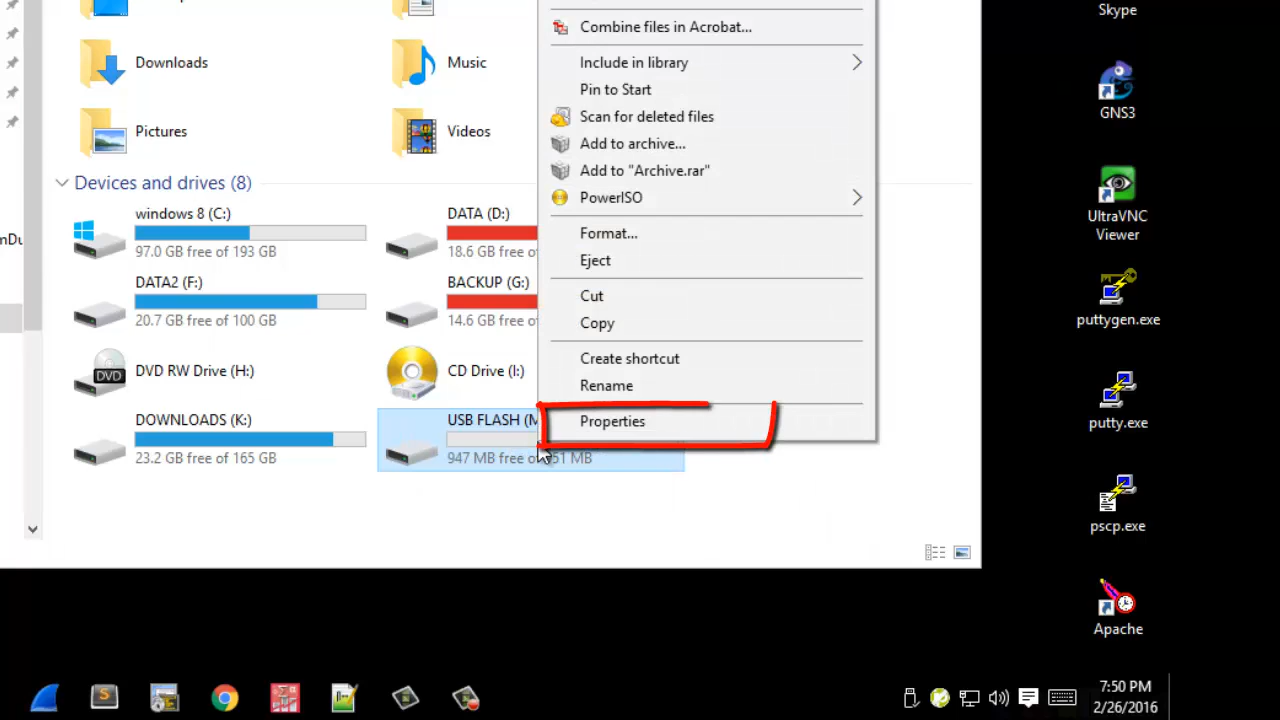 Skype
Combine files in Acrobat...
Downloads
Music
Include in library
Pin to Start
GNS3
Scan for deleted files
Pictures
Videos
Add to archive...
Add to "Archive.rar"
Devices and drives (8)
PowerISO
windows 8 (C:)
DATA (D:)
UltraVNC
Viewer
Format...
97.0 GB free of 193 GB
18.6 GB free o
Eject
DATA2 (F:)
BACKUP (G:)
Cut
20.7 GB free of 100 GB
14.6 GB free o
Copy
puttygen.exe
Create shortcut
DVD
DVD RW Drive (H:)
CD Drive (I:)
Rename
DOWNLOADS (K:)
USB FLASH (M
Properties
putty.exe
23.2 GB free of 165 GB
947 MB free of 51 MB
pscp.exe
Apache
7:50 PM
2/26/2016